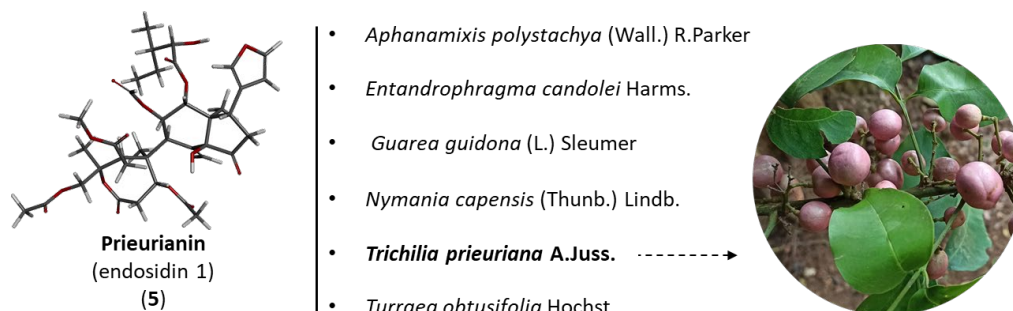 Prieurianin
(endosidin 1)
(5)
• Aphanamixis polystachya (Wall.) R.Parker
• Entandrophragma candolei Harms.
• Guarea guidona (L.) Sleumer
• Nymania capensis (Thunb.) Lindb.
• Trichilia prieuriana A.Juss.
• Turraea obtusifolia Hochst